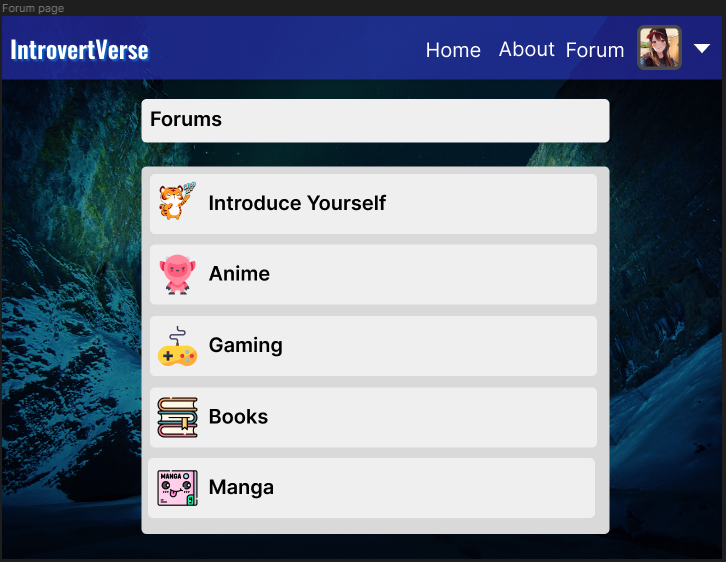 Forum page
IntrovertVerse
Home About Forum
Forums
Introduce Yourself
Anime
Gaming
Books
MANGA
Manga